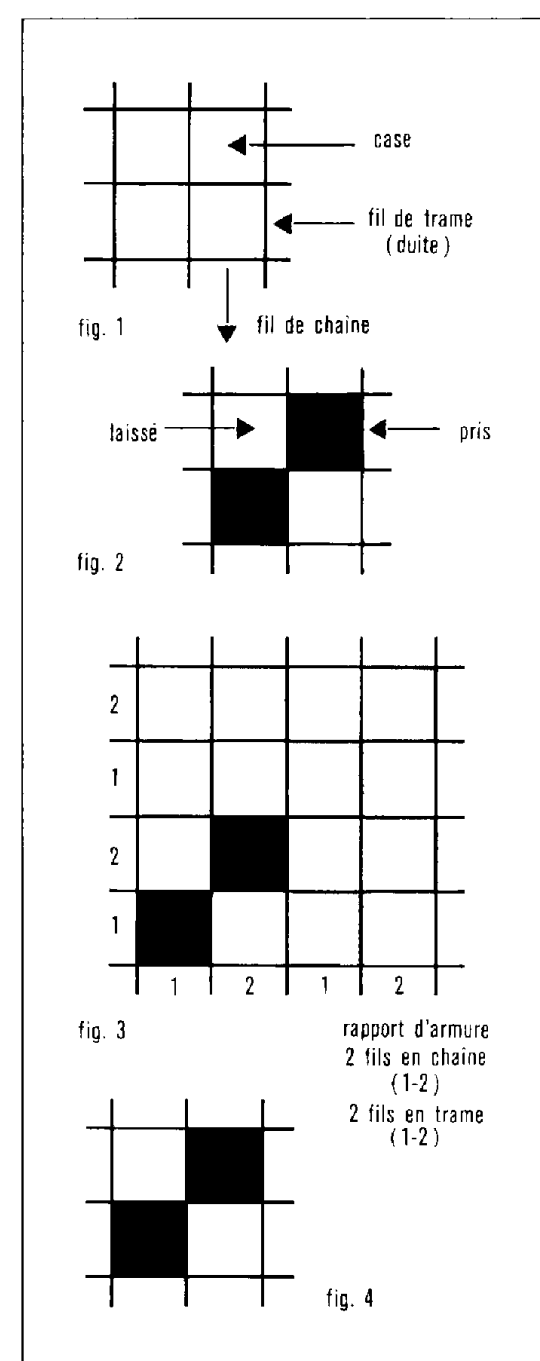 case
fil de trame
(duite)
fig. 1
fil de chaîne
laissé
pris
fig. 2
2
1
2
1
1 2 1 2
fig. 3
rapport d'armure
2 fils en chaîne
(1-2)
2 fils en trame
(1-2)
fig. 4